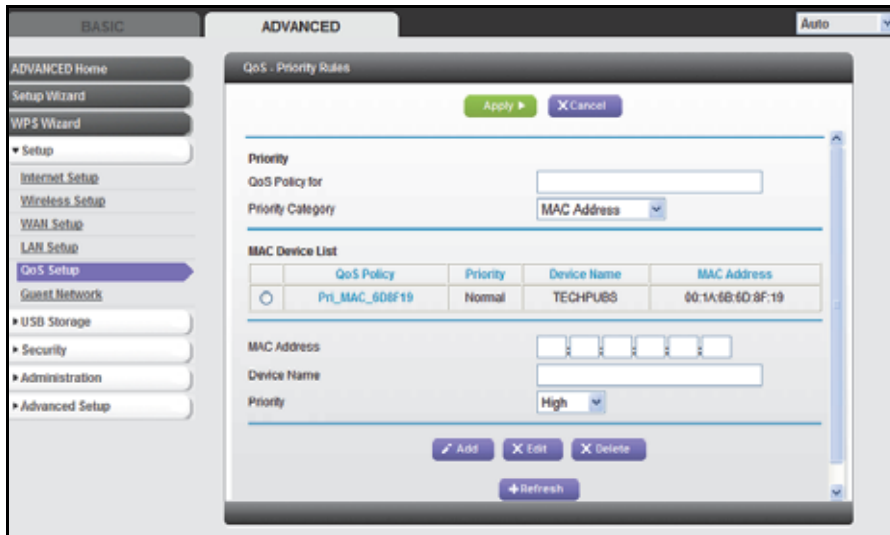 BASIC
ADVANCED
Auto
ADVANCED Home
Setup Wizard
WPS Wizard
Setup
Internet Setup
Wireless Setup
WAN Setup
LAN Setup
QoS Setup
Guest Network
USB Storage
Security
Administration
Advanced Setup
QoS - Priority Rules
Apply
Cancel
Priority
QoS Policy for
Priority Category
MAC Address
MAC Device List
QoS Policy Priority Device Name MAC Address
Pri_MAC_6D8F19 Normal TECHPUBS 00:1A:6B:6D:8F:19
MAC Address : : : : :
Device Name
Priority
High
Add
Edit
Delete
Refresh